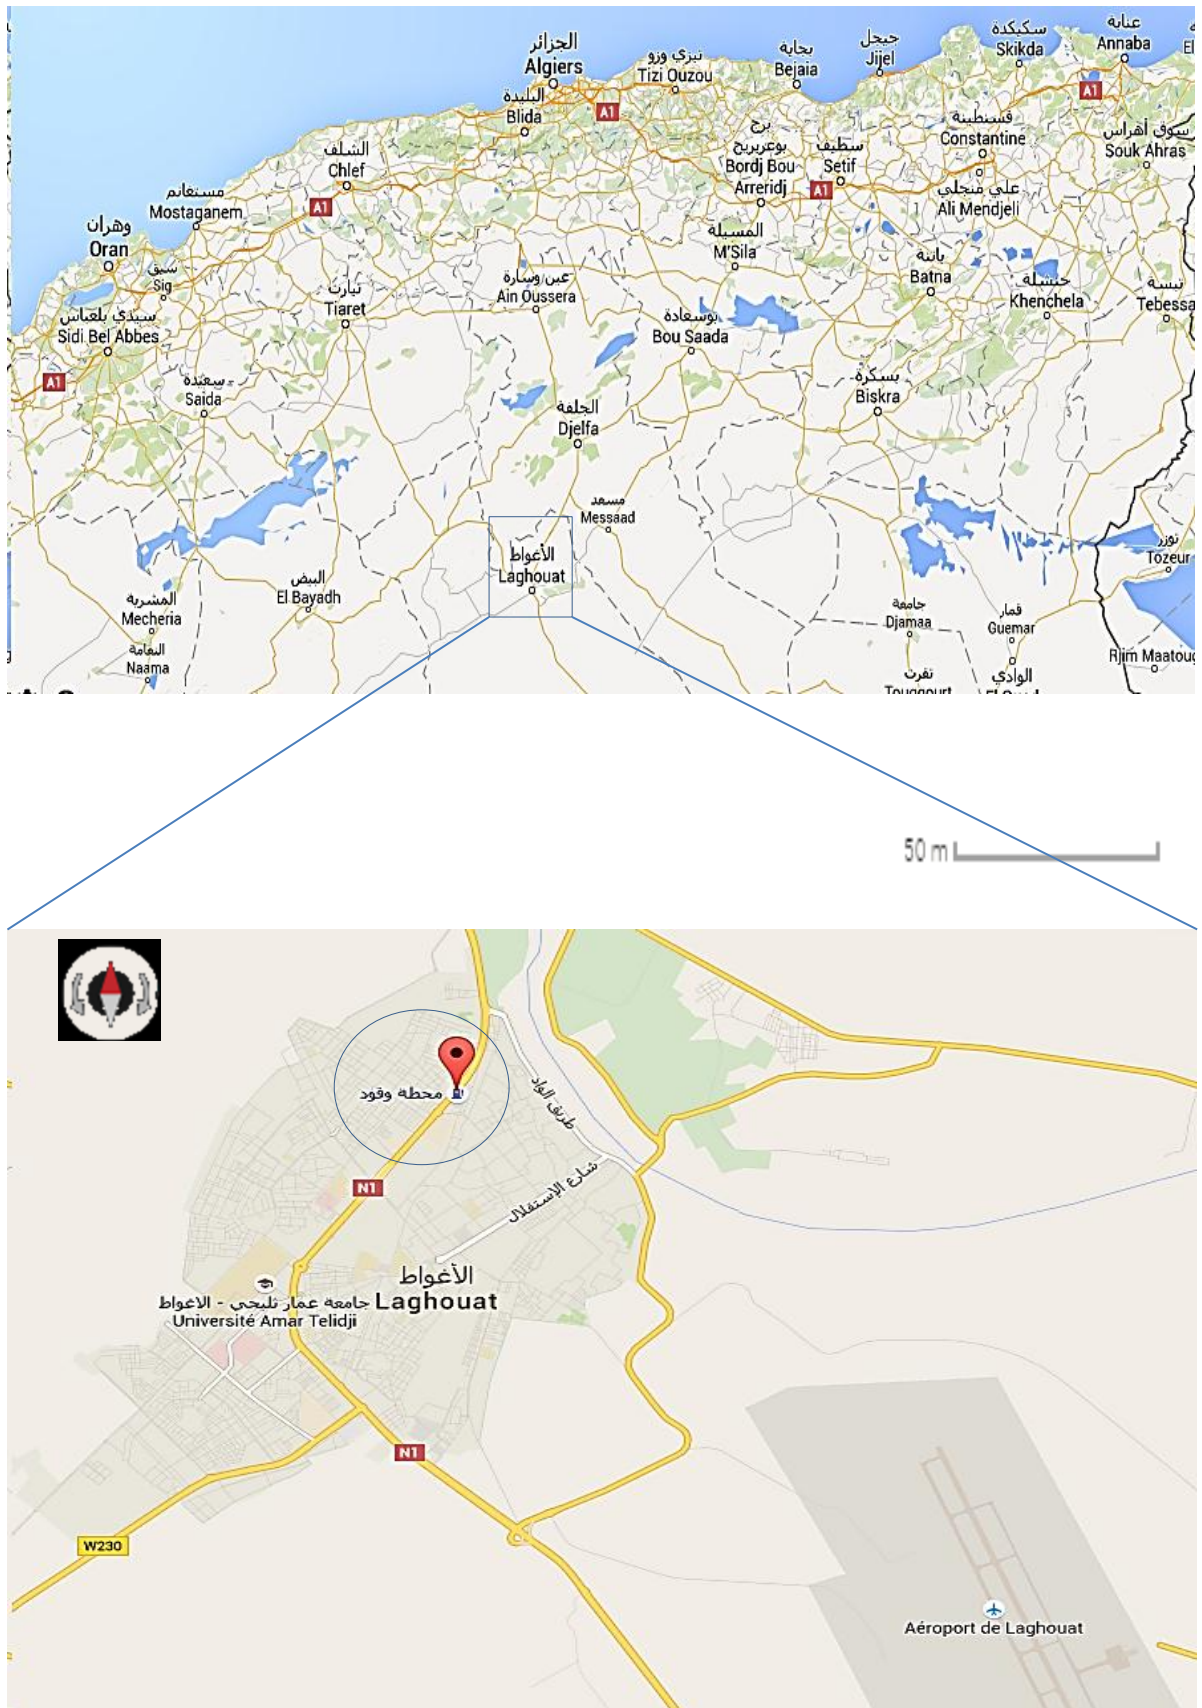 عنابة
Annaba
سكيكدة
Skikda
جيجل
Jijel
بجاية
Bejaia
تيزي وزو
Tizi Ouzou
الجزائر
Algiers
البليدة
Blida
A1
A1
قسنطينة
Constantine
سوق أهراس
Souk Ahras
برج
بوعريريج
Bordj Bou
Arreridj
سطيف
Setif
A1
علي منجلي
Ali Mendjeli
الشلف
Chlef
A1
مستغانم
Mostaganem
وهران
Oran
سيق
Sig
المسيلة
M'Sila
باتنة
Batna
خنشلة
Khenchela
تبسة
Tebessa
عين وسارة
Ain Oussera
تيارت
Tiaret
بوسعادة
Bou Saada
سيدي بلعباس
Sidi Bel Abbes
A1
سعيدة
Saida
بسكرة
Biskra
الجلفة
Djelfa
مسعد
Messaad
الأغواط
Laghouat
توزر
Tozeur
البيض
El Bayadh
المشرية
Mecheria
النعامة
Naama
جامعة
Djamaa
قمار
Guemar
Rjim Maatoug
تقرت
Touggourt
الوادي
50 m
محطة وقود
طريق الواد
شارع الإستقلال
N1
الأغواط
Laghouat
جامعة عمار ثليجي - الاغواط
Université Amar Telidji
N1
W230
Aéroport de Laghouat